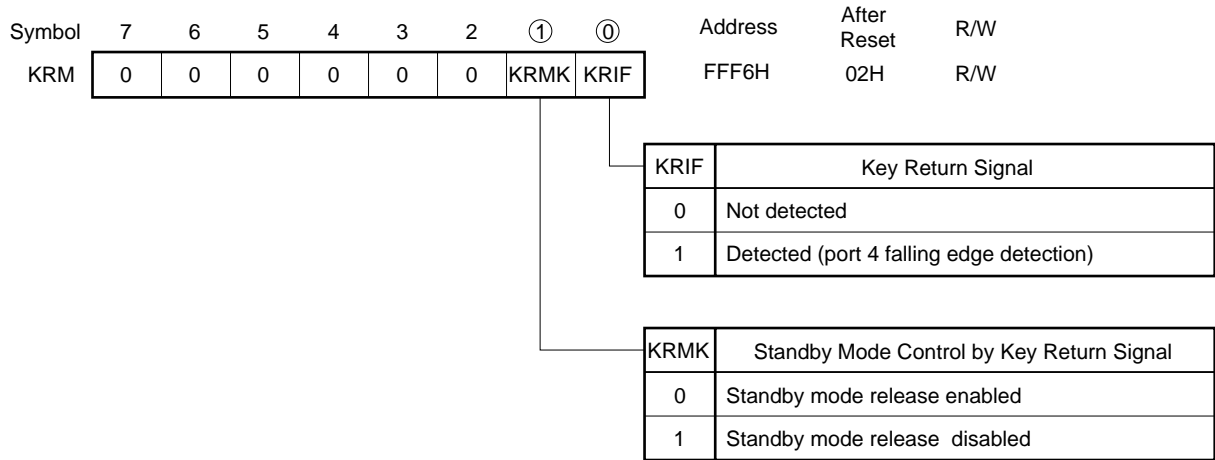 Symbol 7 6 5 4 3 2 ① ⓪ Address After Reset R/W
KRM 0 0 0 0 0 0 KRMK KRIF FFF6H 02H R/W
KRIF Key Return Signal
0 Not detected
1 Detected (port 4 falling edge detection)
KRMK Standby Mode Control by Key Return Signal
0 Standby mode release enabled
1 Standby mode release disabled